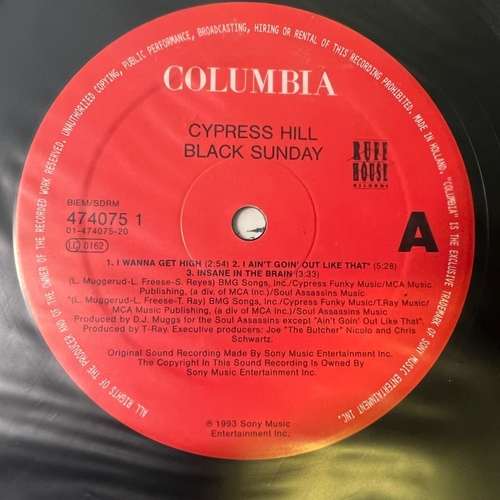 UNAUTHORIZED COPYING, PUBLIC PERFORMANCE, BROADCASTING, HIRING OR RENTAL OF THIS RECORDING PROHIBITED. MADE IN HOLLAND. "COLUMBIA" IS THE EXCLUSIVE TRADEMARK OF SONY MUSIC ENTERTAINMENT INC.
ALL RIGHTS OF THE PRODUCER AND OF THE OWNER OF THE RECORDED WORK RESERVED.
COLUMBIA
CYPRESS HILL
BLACK SUNDAY
RUFF
HOUSE
RECORDS
BIEM/SDRM
474075 1
01-474075-20
LC 0162
A
1. I WANNA GET HIGH (2:54) 2. I AIN'T GOIN' OUT LIKE THAT* (5:28)
3. INSANE IN THE BRAIN (3:33)
(L. Muggerud-L. Freese-S. Reyes) BMG Songs, Inc./Cypress Funky Music/MCA Music
Publishing, (a div. of MCA Inc.)/Soul Assassins Music
*(L. Muggerud-L. Freese-T. Ray) BMG Songs, Inc./Cypress Funky Music/T.Ray Music/
MCA Music Publishing, (a div. of MCA Inc.)/Soul Assassins Music
Produced by D.J. Muggs for the Soul Assassins except "Ain't Goin' Out Like That".
Produced by T-Ray. Executive producers: Joe "The Butcher" Nicolo and Chris
Schwartz.
Original Sound Recording Made By Sony Music Entertainment Inc.
The Copyright In This Sound Recording Is Owned By
Sony Music Entertainment Inc.
℗ 1993 Sony Music
Entertainment Inc.